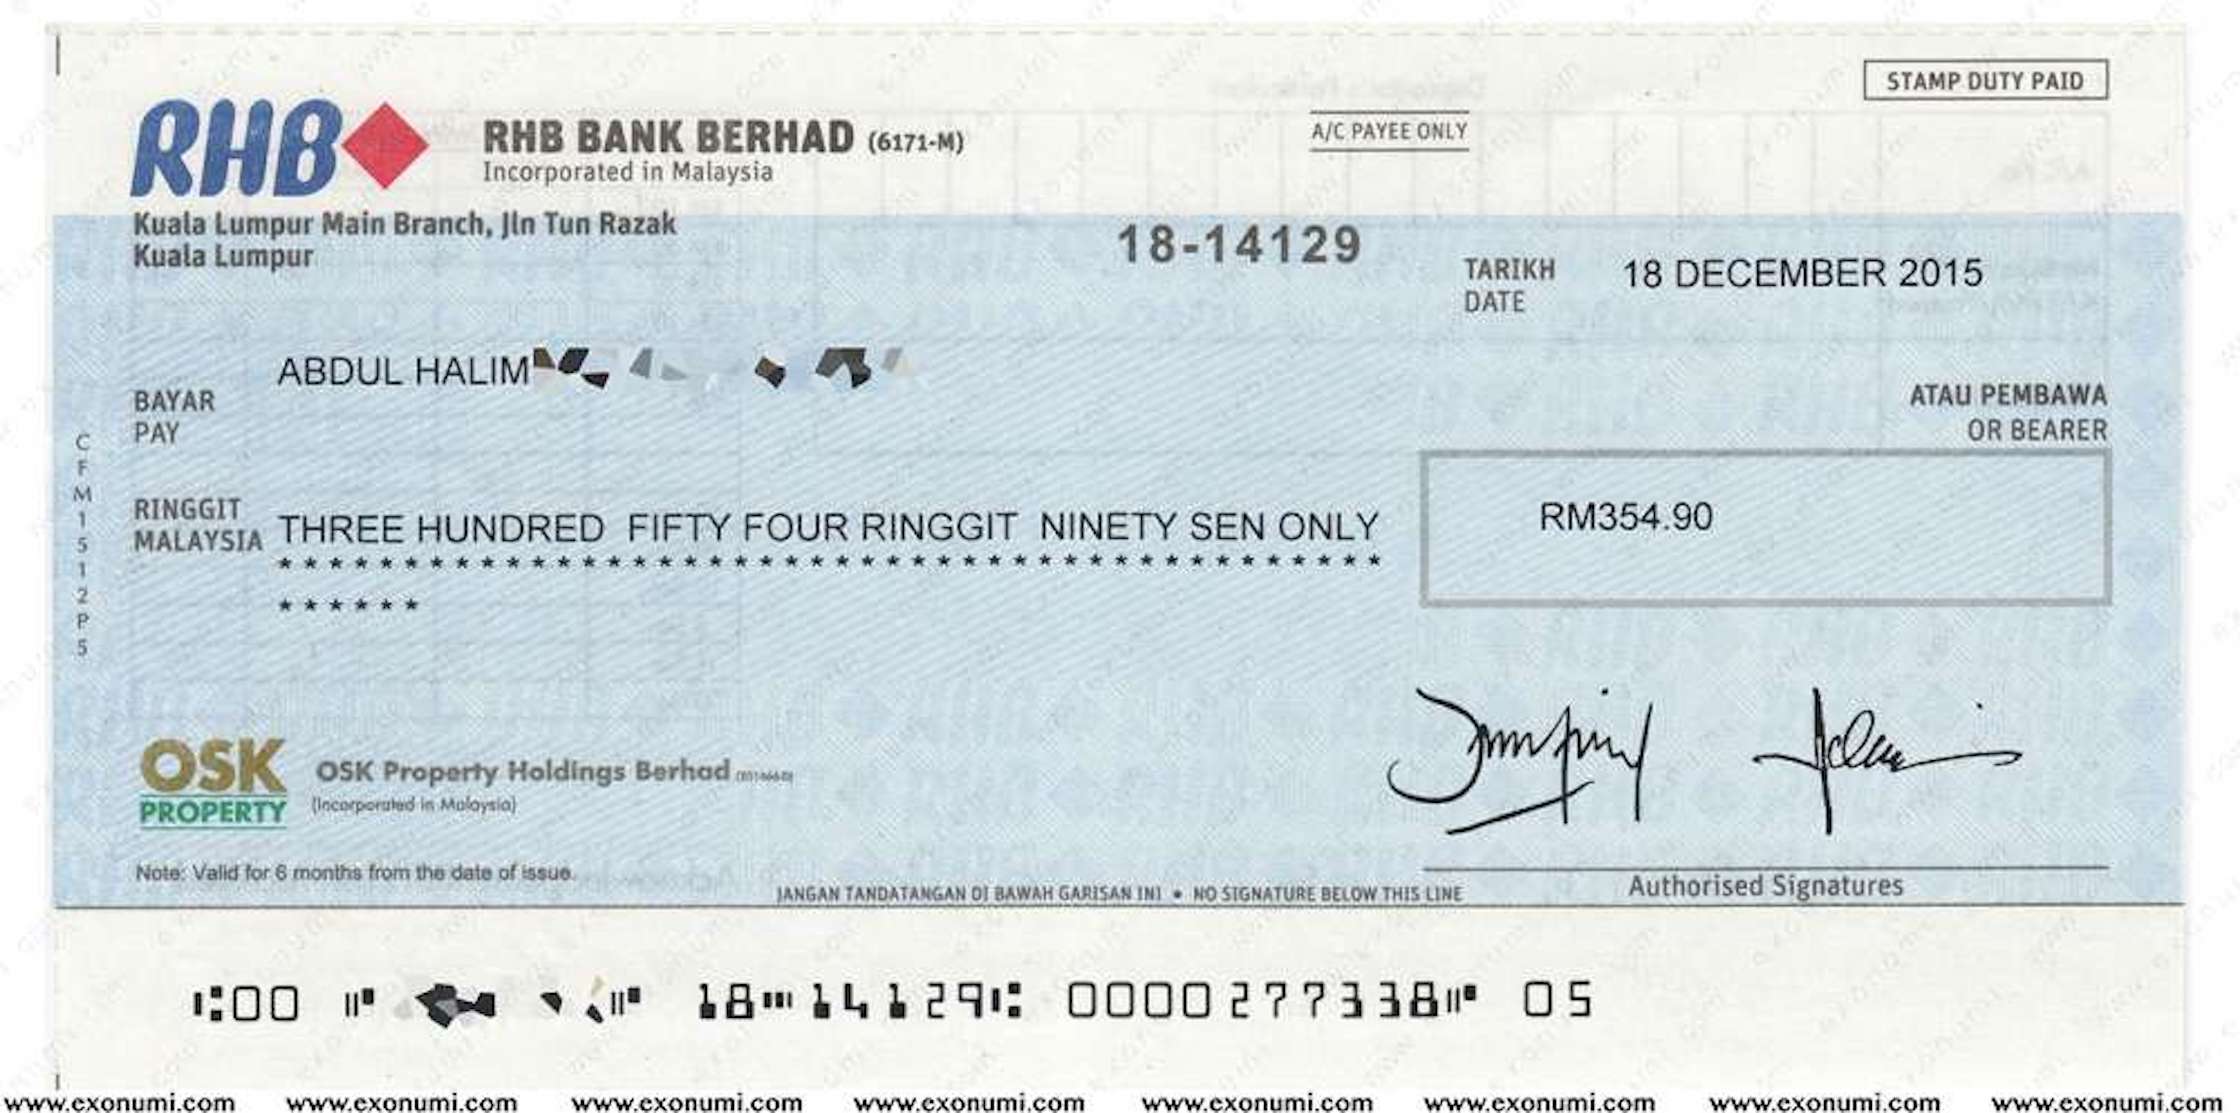 STAMP DUTY PAID
RHB
RHB BANK BERHAD (6171-M)
Incorporated in Malaysia
A/C PAYEE ONLY
Kuala Lumpur Main Branch, Jln Tun Razak
Kuala Lumpur
18-14129
TARIKH
DATE
18 DECEMBER 2015
ABDUL HALIM
BAYAR
PAY
ATAU PEMBAWA
OR BEARER
CFM1512P5
RINGGIT
MALAYSIA
THREE HUNDRED FIFTY FOUR RINGGIT NINETY SEN ONLY
********************************************
******
RM354.90
OSK
PROPERTY
OSK Property Holdings Berhad
(Incorporated in Malaysia)
Note: Valid for 6 months from the date of issue.
JANGAN TANDATANGAN DI BAWAH GARISAN INI • NO SIGNATURE BELOW THIS LINE
Authorised Signatures
⑆00 ⑈ ⑈ 18⑉14129⑆ 0000277338⑈ 05
www.exonumi.com www.exonumi.com www.exonumi.com www.exonumi.com www.exonumi.com www.exonumi.com www.exonumi.com www.exonumi.com